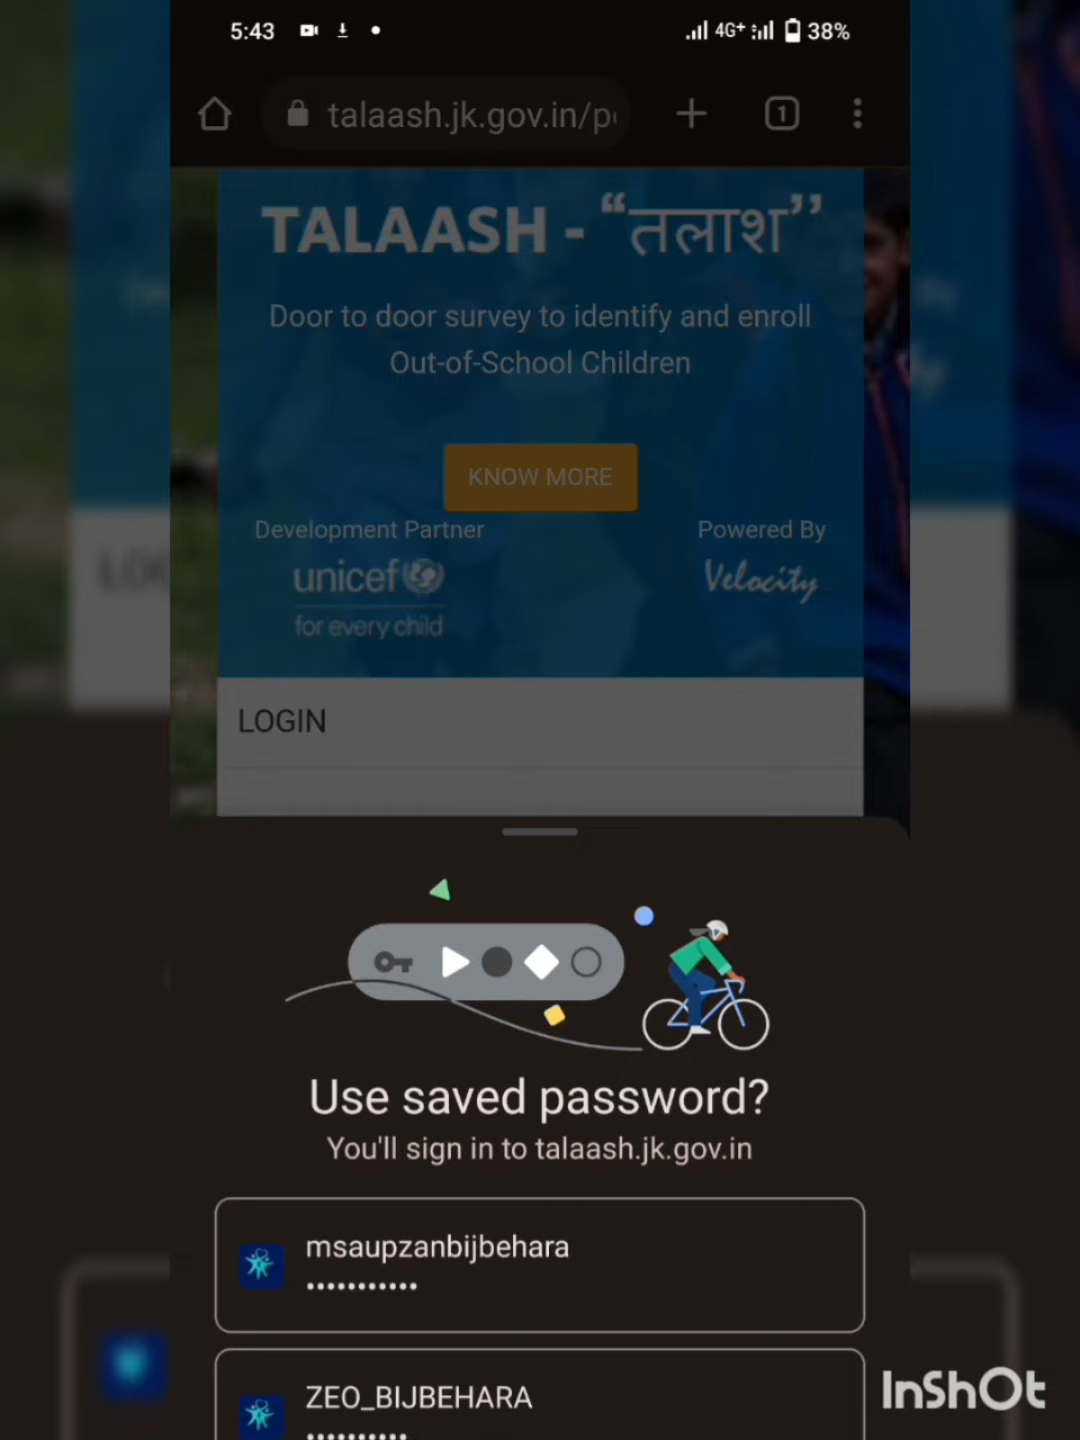 5:43
4G+
38%
talaash.jk.gov.in/p
1
TALAASH - “तलाश’’
Door to door survey to identify and enroll
Out-of-School Children
KNOW MORE
Development Partner
Powered By
unicef
Velocity
for every child
LOGIN
Use saved password?
You'll sign in to talaash.jk.gov.in
msaupzanbijbehara
•••••••••••
ZEO_BIJBEHARA
••••••••••
InShOt